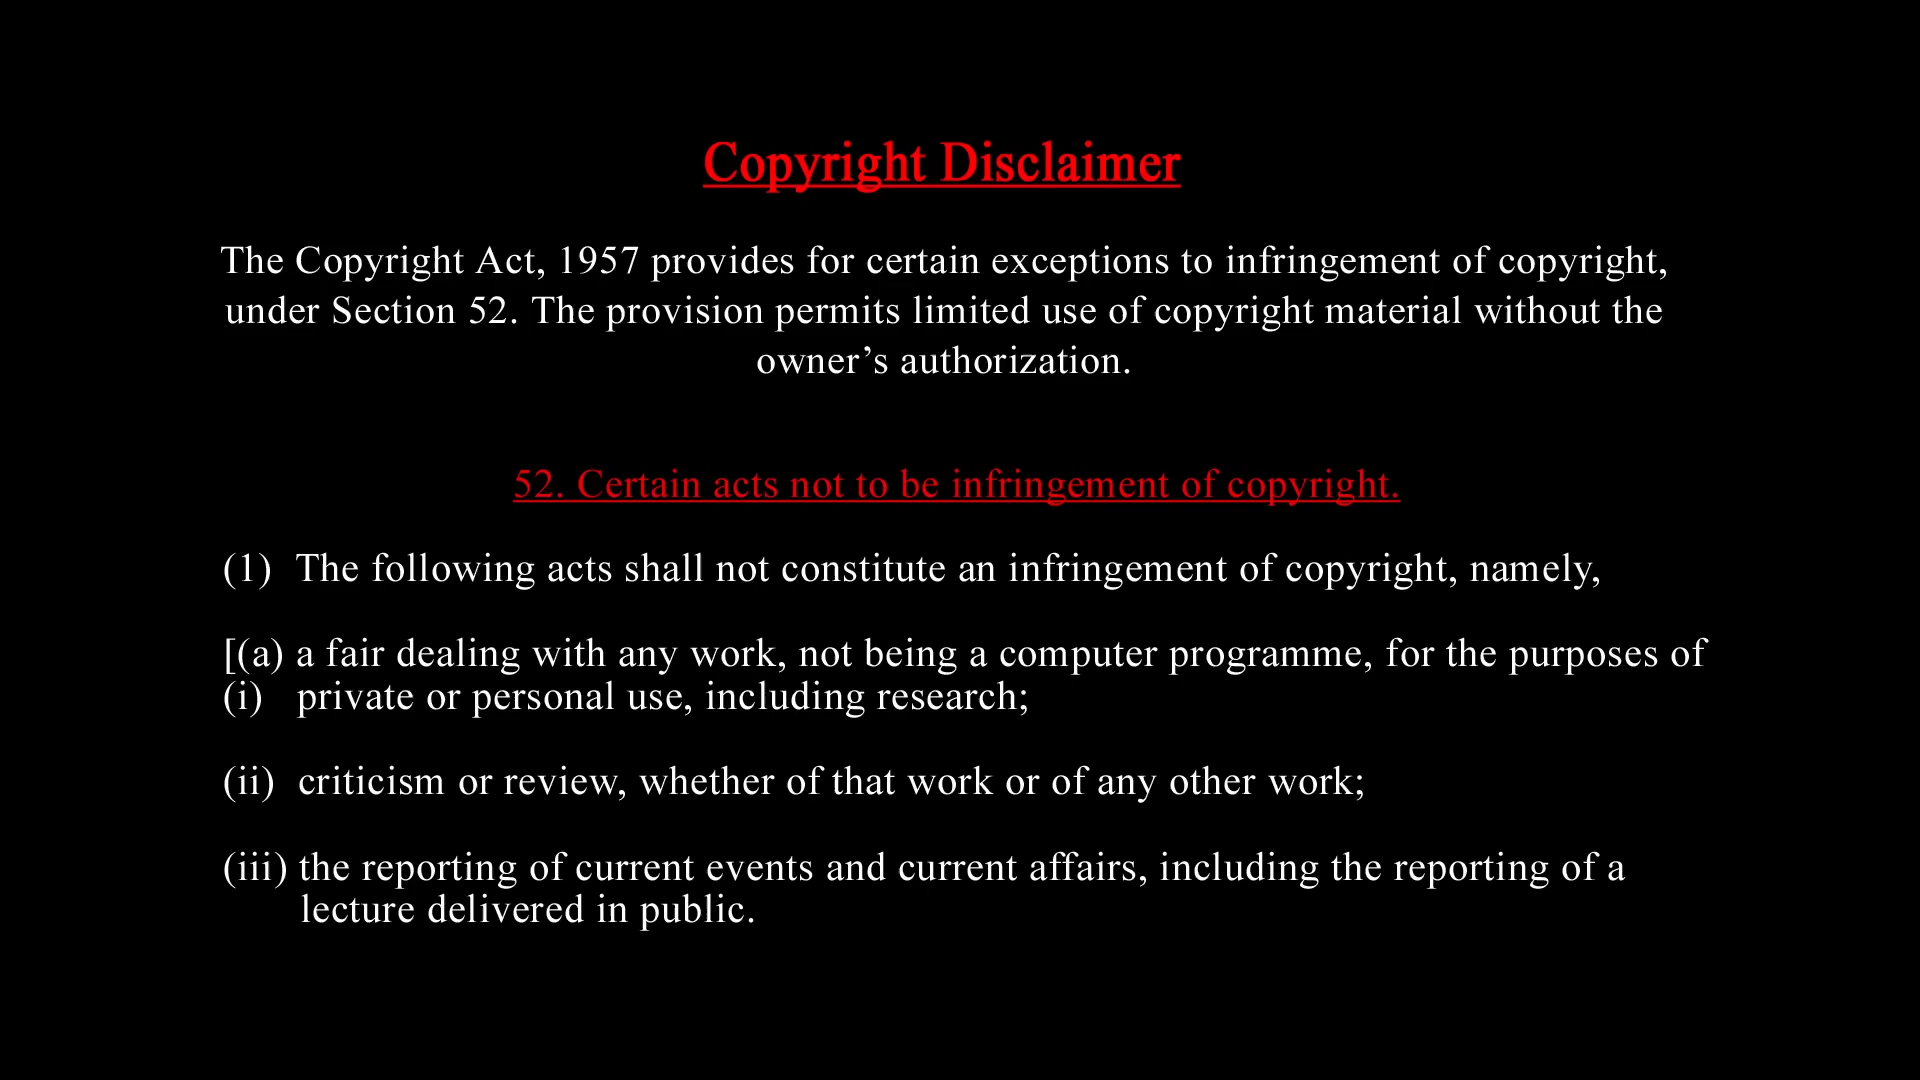 Copyright Disclaimer
The Copyright Act, 1957 provides for certain exceptions to infringement of copyright,
under Section 52. The provision permits limited use of copyright material without the
owner’s authorization.
52. Certain acts not to be infringement of copyright.
(1) The following acts shall not constitute an infringement of copyright, namely,
[(a) a fair dealing with any work, not being a computer programme, for the purposes of
(i) private or personal use, including research;
(ii) criticism or review, whether of that work or of any other work;
(iii) the reporting of current events and current affairs, including the reporting of a
lecture delivered in public.